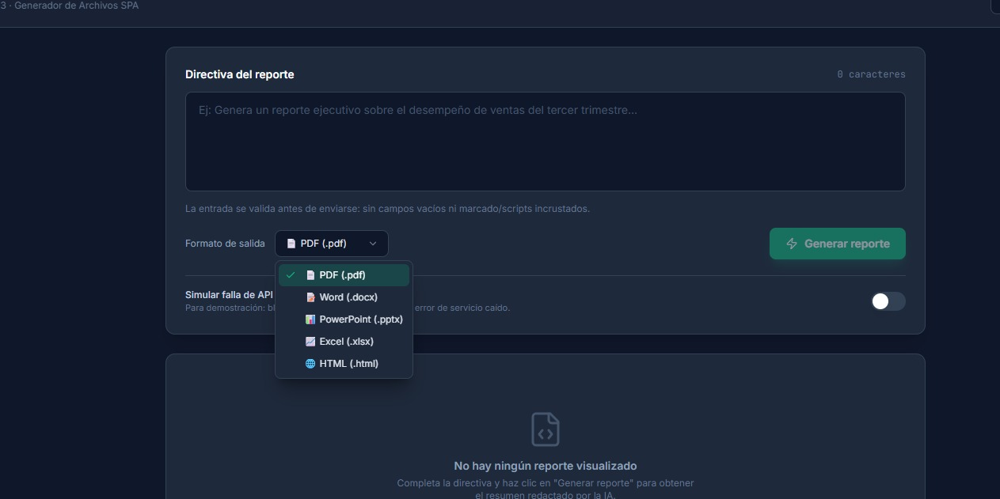 3 · Generador de Archivos SPA
Directiva del reporte
0 caracteres
Ej: Genera un reporte ejecutivo sobre el desempeño de ventas del tercer trimestre...
La entrada se valida antes de enviarse: sin campos vacíos ni marcado/scripts incrustados.
Formato de salida
PDF (.pdf)
Generar reporte
PDF (.pdf)
Word (.docx)
PowerPoint (.pptx)
Excel (.xlsx)
HTML (.html)
Simular falla de API
Para demostración: error de servicio caído.
No hay ningún reporte visualizado
Completa la directiva y haz clic en "Generar reporte" para obtener
el resumen redactado por la IA.